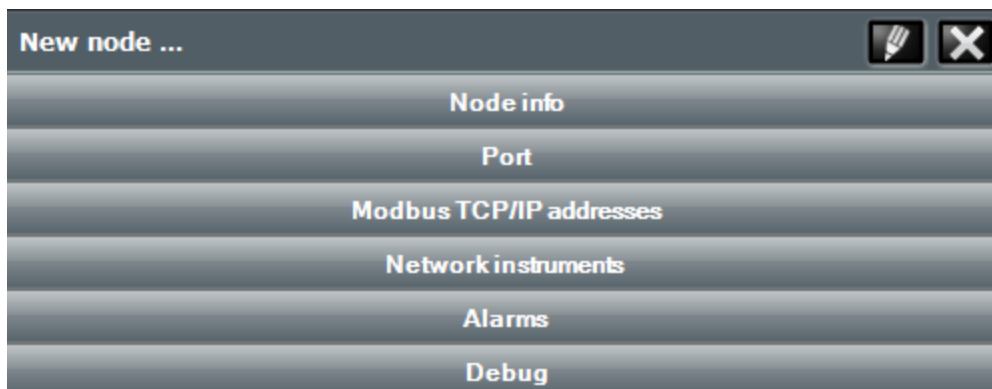 New node ...
Node info
Port
Modbus TCP/IP addresses
Network instruments
Alarms
Debug